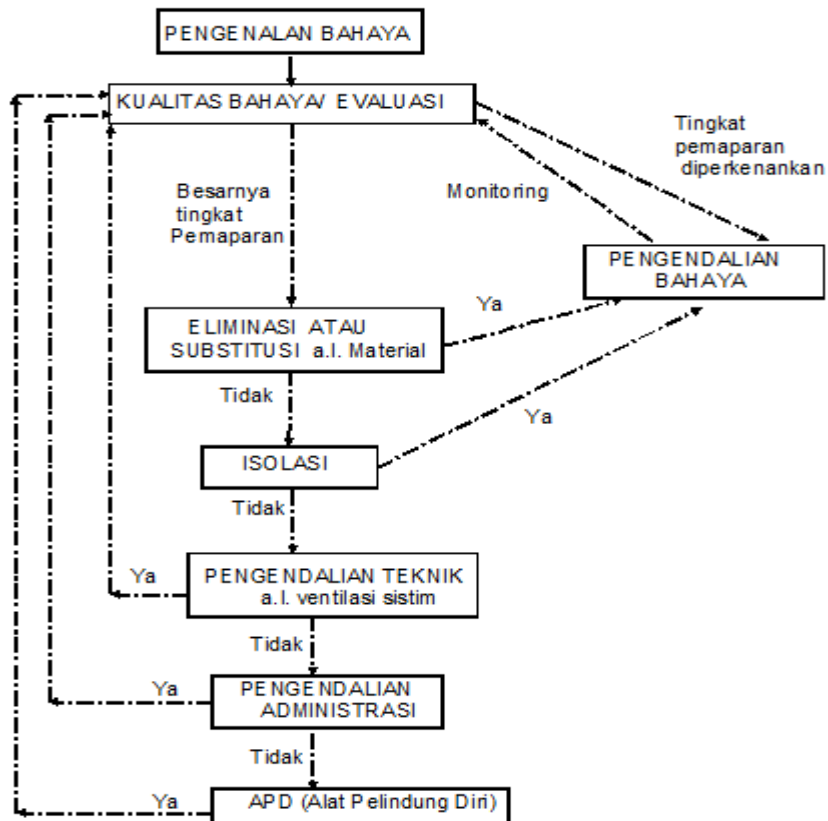 PENGENALAN BAHAYA
KUALITAS BAHAYA/ EVALUASI
Tingkat
pemaparan
diperkenankan
Besarnya
tingkat
Pemaparan
Monitoring
PENGENDALIAN
BAHAYA
ELIMINASI ATAU
SUBSTITUSI a.l. Material
Ya
Tidak
Ya
ISOLASI
Tidak
PENGENDALIAN TEKNIK
a.l. ventilasi sistim
Ya
Tidak
PENGENDALIAN
ADMINISTRASI
Ya
Tidak
APD (Alat Pelindung Diri)
Ya